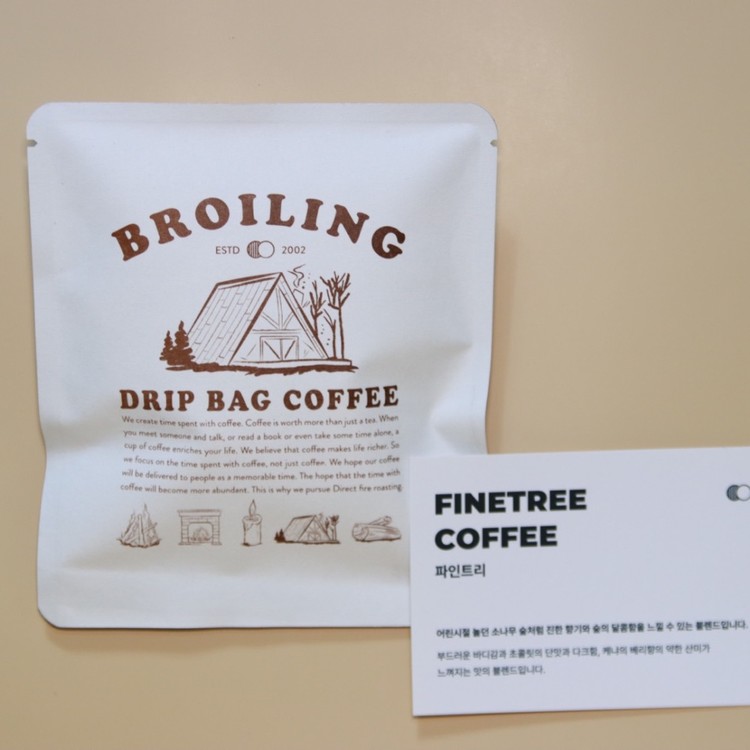 BROILING
ESTD 2002
DRIP BAG COFFEE
We create time spent with coffee. Coffee is worth more than just a tea. When
you meet someone and talk, or read a book or even take some time alone, a
cup of coffee enriches your life. We believe that coffee makes life richer. So
we focus on the time spent with coffee, not just coffee. We hope our coffee
will be delivered to people as a memorable time. The hope that the time with
coffee will become more abundant. This is why we pursue Direct fire roasting
FINETREE
COFFEE
파인트리
어린시절 놀던 소나무 숲처럼 진한 향기와 숲의 달콤함을 느낄 수 있는 블렌드입니다.
부드러운 바디감과 초콜릿의 단맛과 다크함, 케냐의 베리향의 약한 산미가
느껴지는 맛의 블렌드입니다.